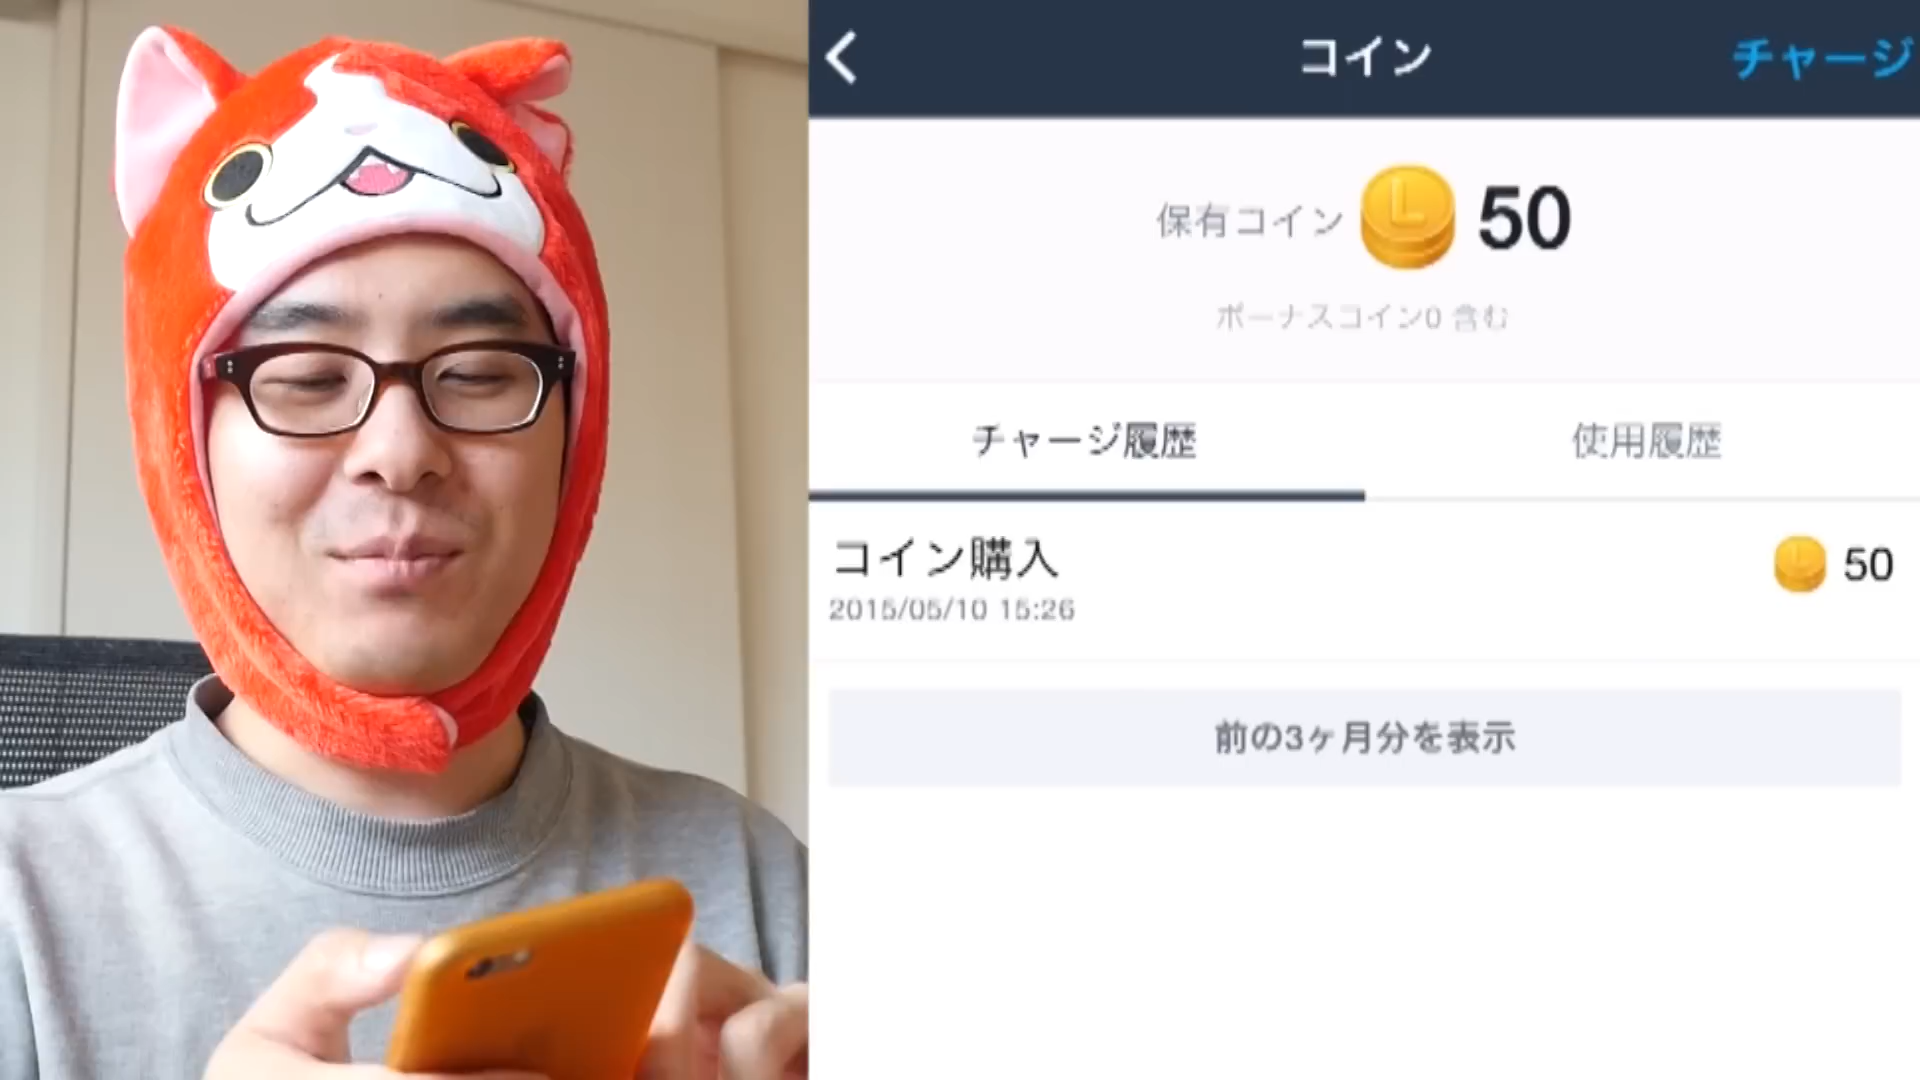 コイン チャージ
保有コイン L 50
ボーナスコイン0 含む
チャージ履歴 使用履歴
コイン購入 L 50
2015/05/10 15:26
前の3ヶ月分を表示